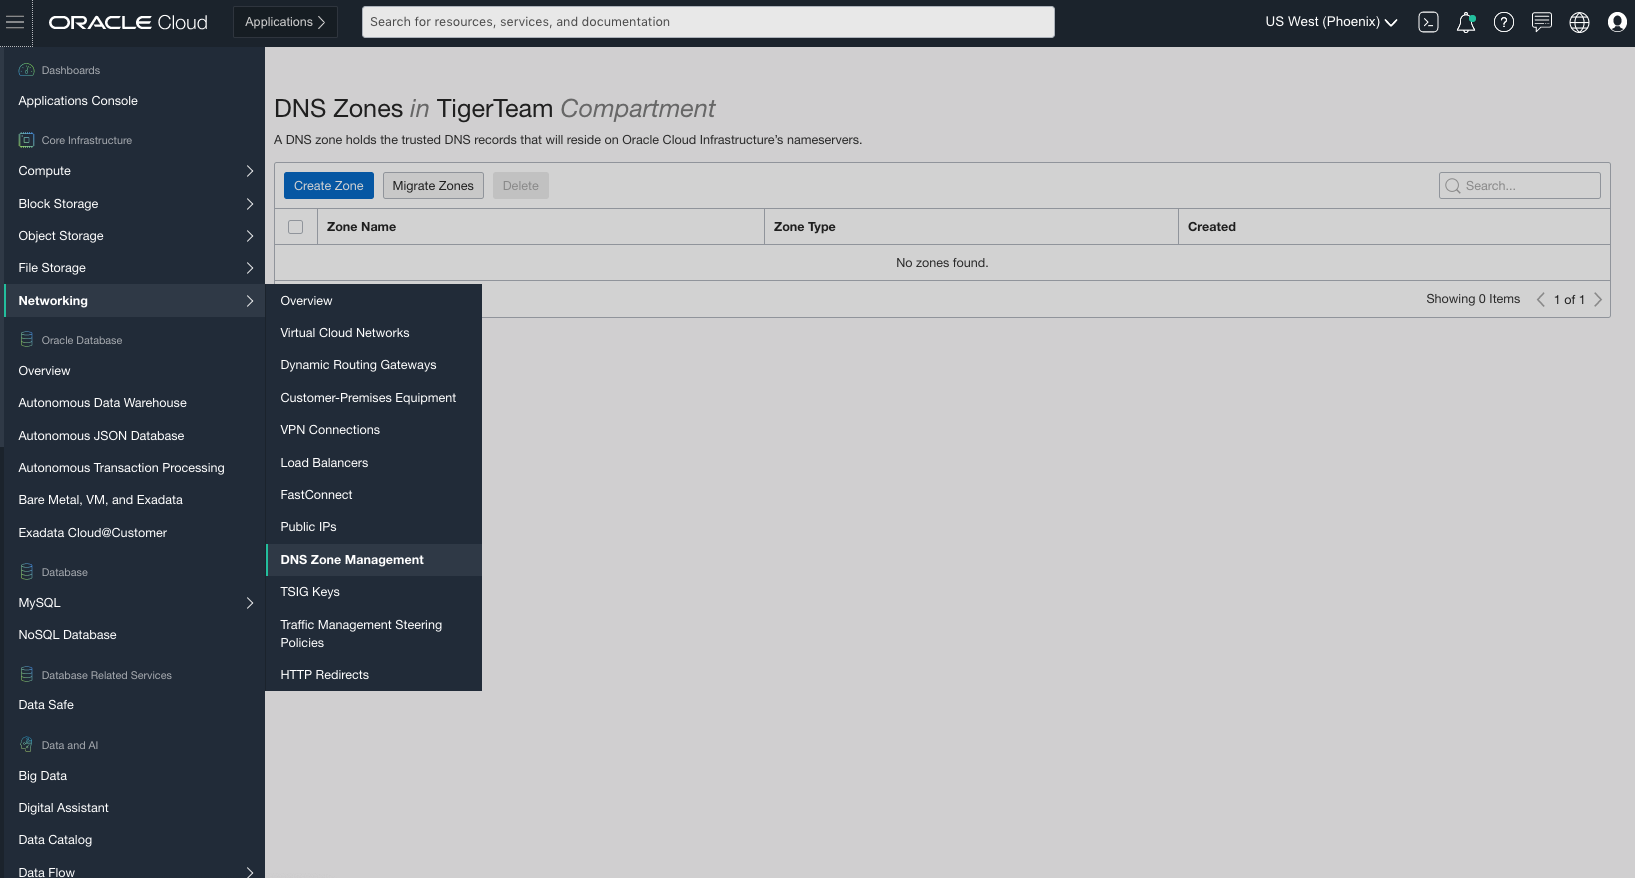 ORACLE Cloud
Applications
Search for resources, services, and documentation
US West (Phoenix)
Dashboards
Applications Console
Core Infrastructure
Compute
Block Storage
Object Storage
File Storage
Networking
Oracle Database
Overview
Autonomous Data Warehouse
Autonomous JSON Database
Autonomous Transaction Processing
Bare Metal, VM, and Exadata
Exadata Cloud@Customer
Database
MySQL
NoSQL Database
Database Related Services
Data Safe
Data and AI
Big Data
Digital Assistant
Data Catalog
Data Flow
Overview
Virtual Cloud Networks
Dynamic Routing Gateways
Customer-Premises Equipment
VPN Connections
Load Balancers
FastConnect
Public IPs
DNS Zone Management
TSIG Keys
Traffic Management Steering
Policies
HTTP Redirects
DNS Zones in TigerTeam Compartment
A DNS zone holds the trusted DNS records that will reside on Oracle Cloud Infrastructure's nameservers.
Create Zone
Migrate Zones
Delete
Search...
Zone Name
Zone Type
Created
No zones found.
Showing 0 Items
1 of 1